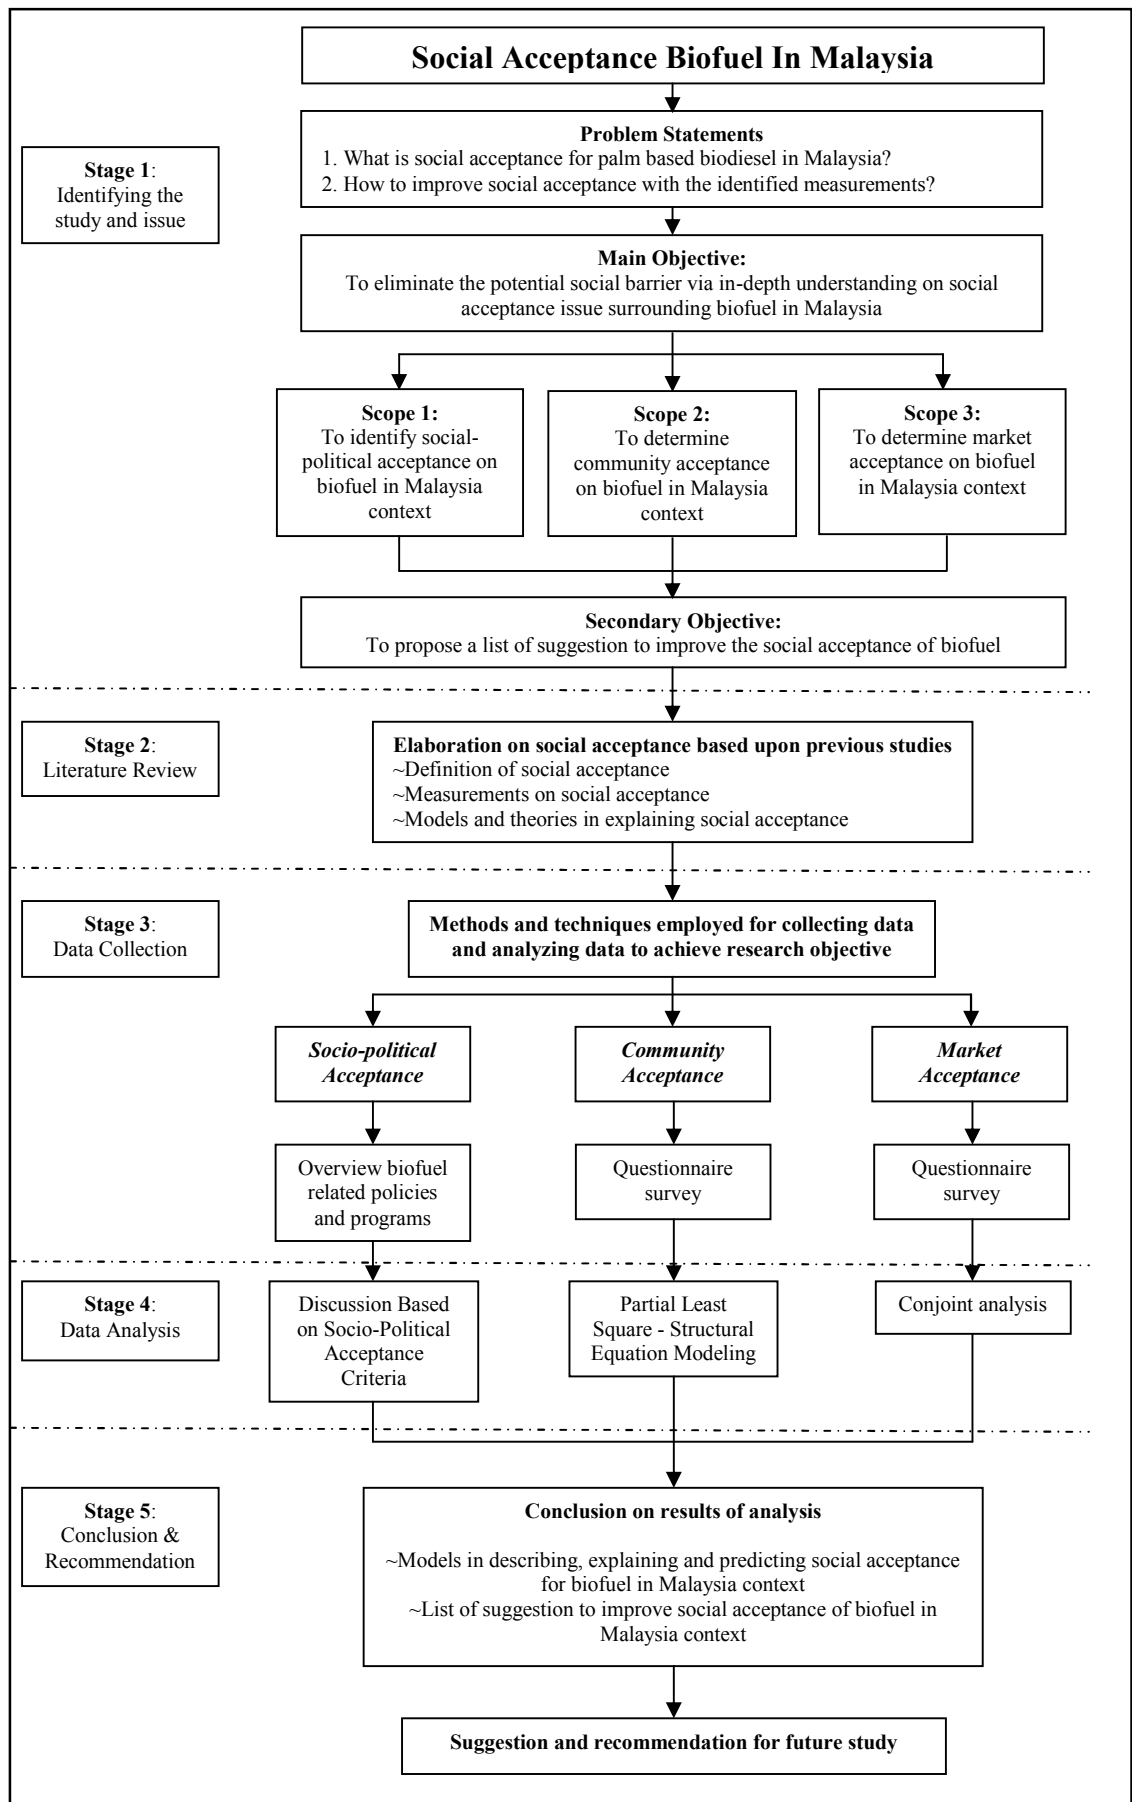 Social Acceptance Biofuel In Malaysia
Problem Statements
1. What is social acceptance for palm based biodiesel in Malaysia?
2. How to improve social acceptance with the identified measurements?
Stage 1:
Identifying the
study and issue
Main Objective:
To eliminate the potential social barrier via in-depth understanding on social
acceptance issue surrounding biofuel in Malaysia
Scope 1:
To identify social-
political acceptance on
biofuel in Malaysia
context
Scope 2:
To determine
community acceptance
on biofuel in Malaysia
context
Scope 3:
To determine market
acceptance on biofuel
in Malaysia context
Secondary Objective:
To propose a list of suggestion to improve the social acceptance of biofuel
Stage 2:
Literature Review
Elaboration on social acceptance based upon previous studies
~Definition of social acceptance
~Measurements on social acceptance
~Models and theories in explaining social acceptance
Stage 3:
Data Collection
Methods and techniques employed for collecting data
and analyzing data to achieve research objective
Socio-political
Acceptance
Community
Acceptance
Market
Acceptance
Overview biofuel
related policies
and programs
Questionnaire
survey
Questionnaire
survey
Stage 4:
Data Analysis
Discussion Based
on Socio-Political
Acceptance
Criteria
Partial Least
Square - Structural
Equation Modeling
Conjoint analysis
Stage 5:
Conclusion &
Recommendation
Conclusion on results of analysis
~Models in describing, explaining and predicting social acceptance
for biofuel in Malaysia context
~List of suggestion to improve social acceptance of biofuel in
Malaysia context
Suggestion and recommendation for future study